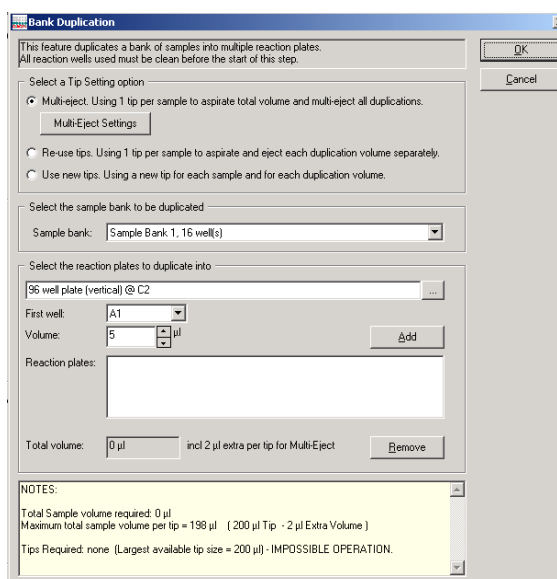 Bank Duplication
This feature duplicates a bank of samples into multiple reaction plates.
All reaction wells used must be clean before the start of this step.
OK
Cancel
Select a Tip Setting option
Multi-eject. Using 1 tip per sample to aspirate total volume and multi-eject all duplications.
Multi-Eject Settings
Re-use tips. Using 1 tip per sample to aspirate and eject each duplication volume separately.
Use new tips. Using a new tip for each sample and for each duplication volume.
Select the sample bank to be duplicated
Sample bank: Sample Bank 1, 16 well(s)
Select the reaction plates to duplicate into
96 well plate (vertical) @ C2 ...
First well: A1
Volume: 5 µl Add
Reaction plates:
Total volume: 0 µl incl 2 µl extra per tip for Multi-Eject Remove
NOTES:
Total Sample volume required: 0 µl
Maximum total sample volume per tip = 198 µl ( 200 µl Tip - 2 µl Extra Volume )
Tips Required: none (Largest available tip size = 200 µl) - IMPOSSIBLE OPERATION.